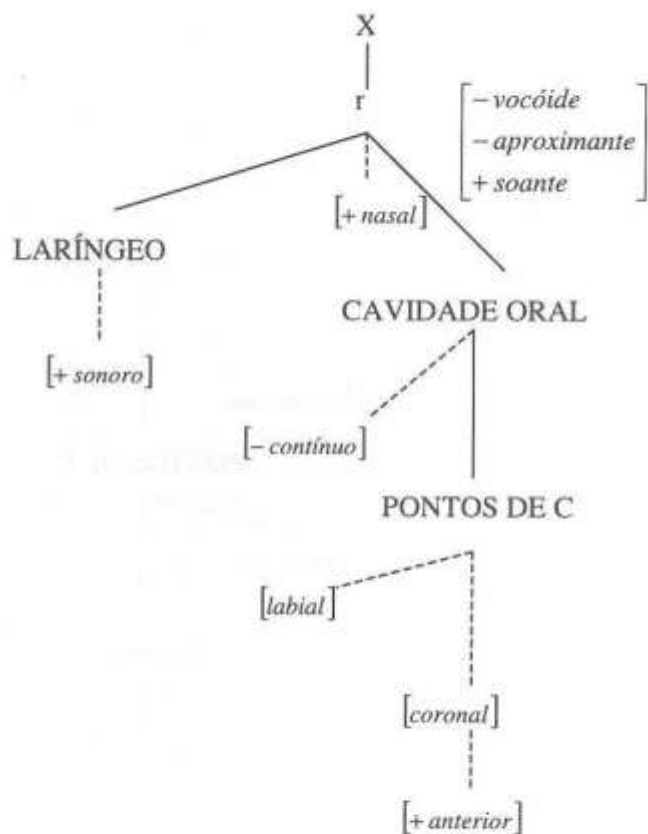 X
r
[− vocóide
− aproximante
+ soante]
[+ nasal]
LARÍNGEO
CAVIDADE ORAL
[+ sonoro]
[− contínuo]
PONTOS DE C
[labial]
[coronal]
[+ anterior]